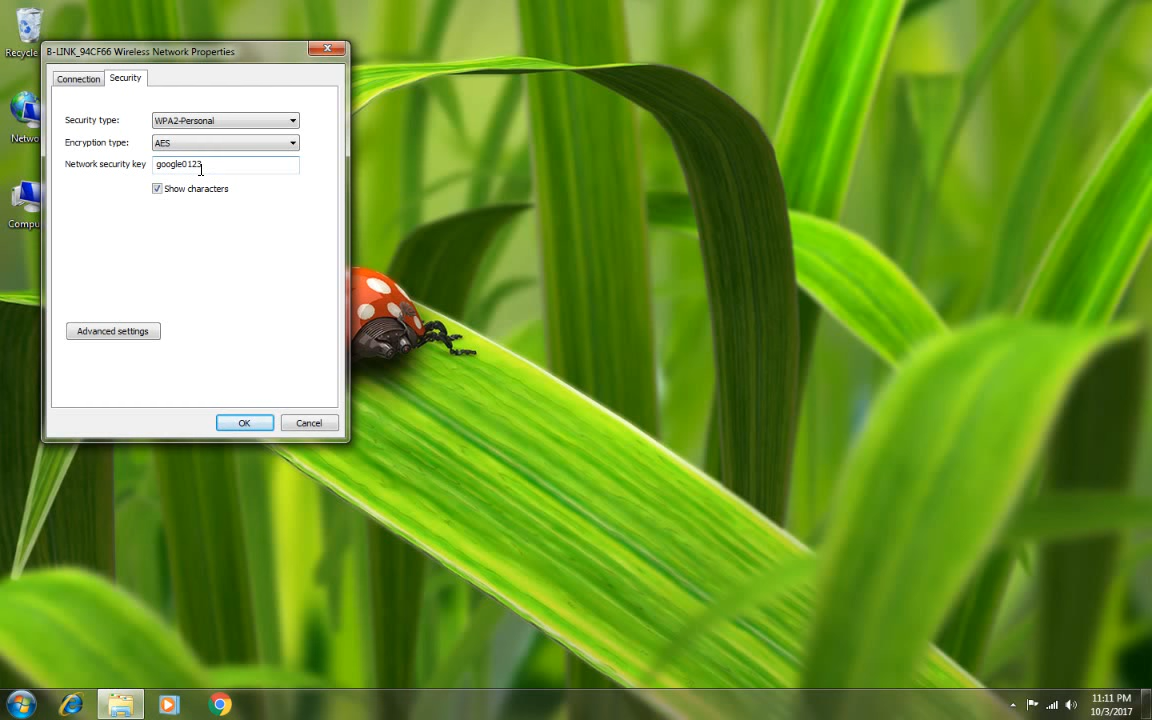 Recycle
B-LINK_94CF66 Wireless Network Properties
Connection
Security
Security type:
WPA2-Personal
Encryption type:
AES
Network security key
google0123
Show characters
Netwo
Compu
Advanced settings
OK
Cancel
11:11 PM
10/3/2017